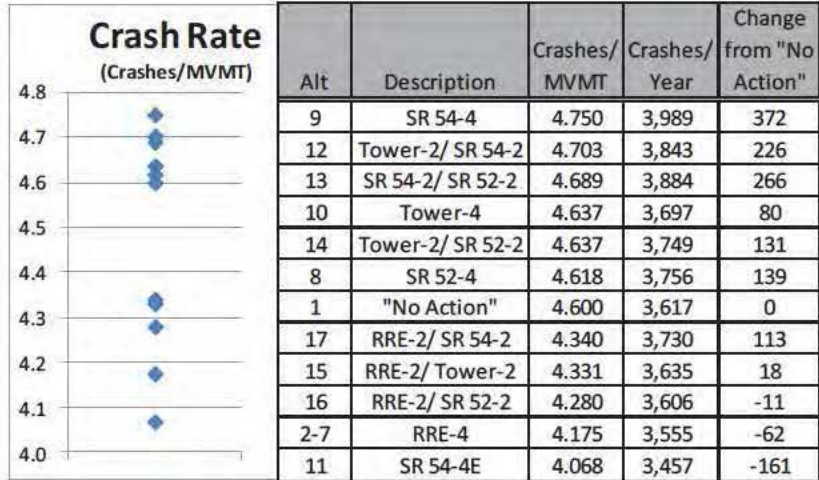 Crash Rate
(Crashes/MVMT)
4.8
4.7
4.6
4.5
4.4
4.3
4.2
4.1
4.0
Alt Description Crashes/ MVMT Crashes/ Year Change from "No Action"
9 SR 54-4 4.750 3,989 372
12 Tower-2/ SR 54-2 4.703 3,843 226
13 SR 54-2/ SR 52-2 4.689 3,884 266
10 Tower-4 4.637 3,697 80
14 Tower-2/ SR 52-2 4.637 3,749 131
8 SR 52-4 4.618 3,756 139
1 "No Action" 4.600 3,617 0
17 RRE-2/ SR 54-2 4.340 3,730 113
15 RRE-2/ Tower-2 4.331 3,635 18
16 RRE-2/ SR 52-2 4.280 3,606 -11
2-7 RRE-4 4.175 3,555 -62
11 SR 54-4E 4.068 3,457 -161